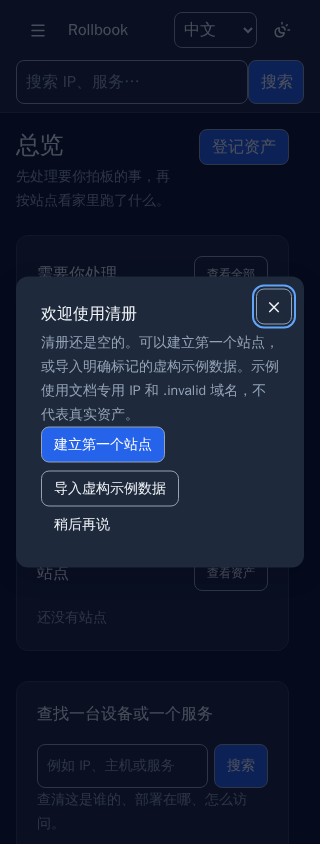 Rollbook
中文
搜索 IP、服务…
搜索
总览
登记资产
先处理要你拍板的事，再
按站点看家里跑了什么。
需要你处理
查看全部
欢迎使用清册
清册还是空的。可以建立第一个站点，
或导入明确标记的虚构示例数据。示例
使用文档专用 IP 和 .invalid 域名，不
代表真实资产。
建立第一个站点
导入虚构示例数据
稍后再说
站点
查看资产
还没有站点
查找一台设备或一个服务
例如 IP、主机或服务
搜索
查清这是谁的、部署在哪、怎么访
问。